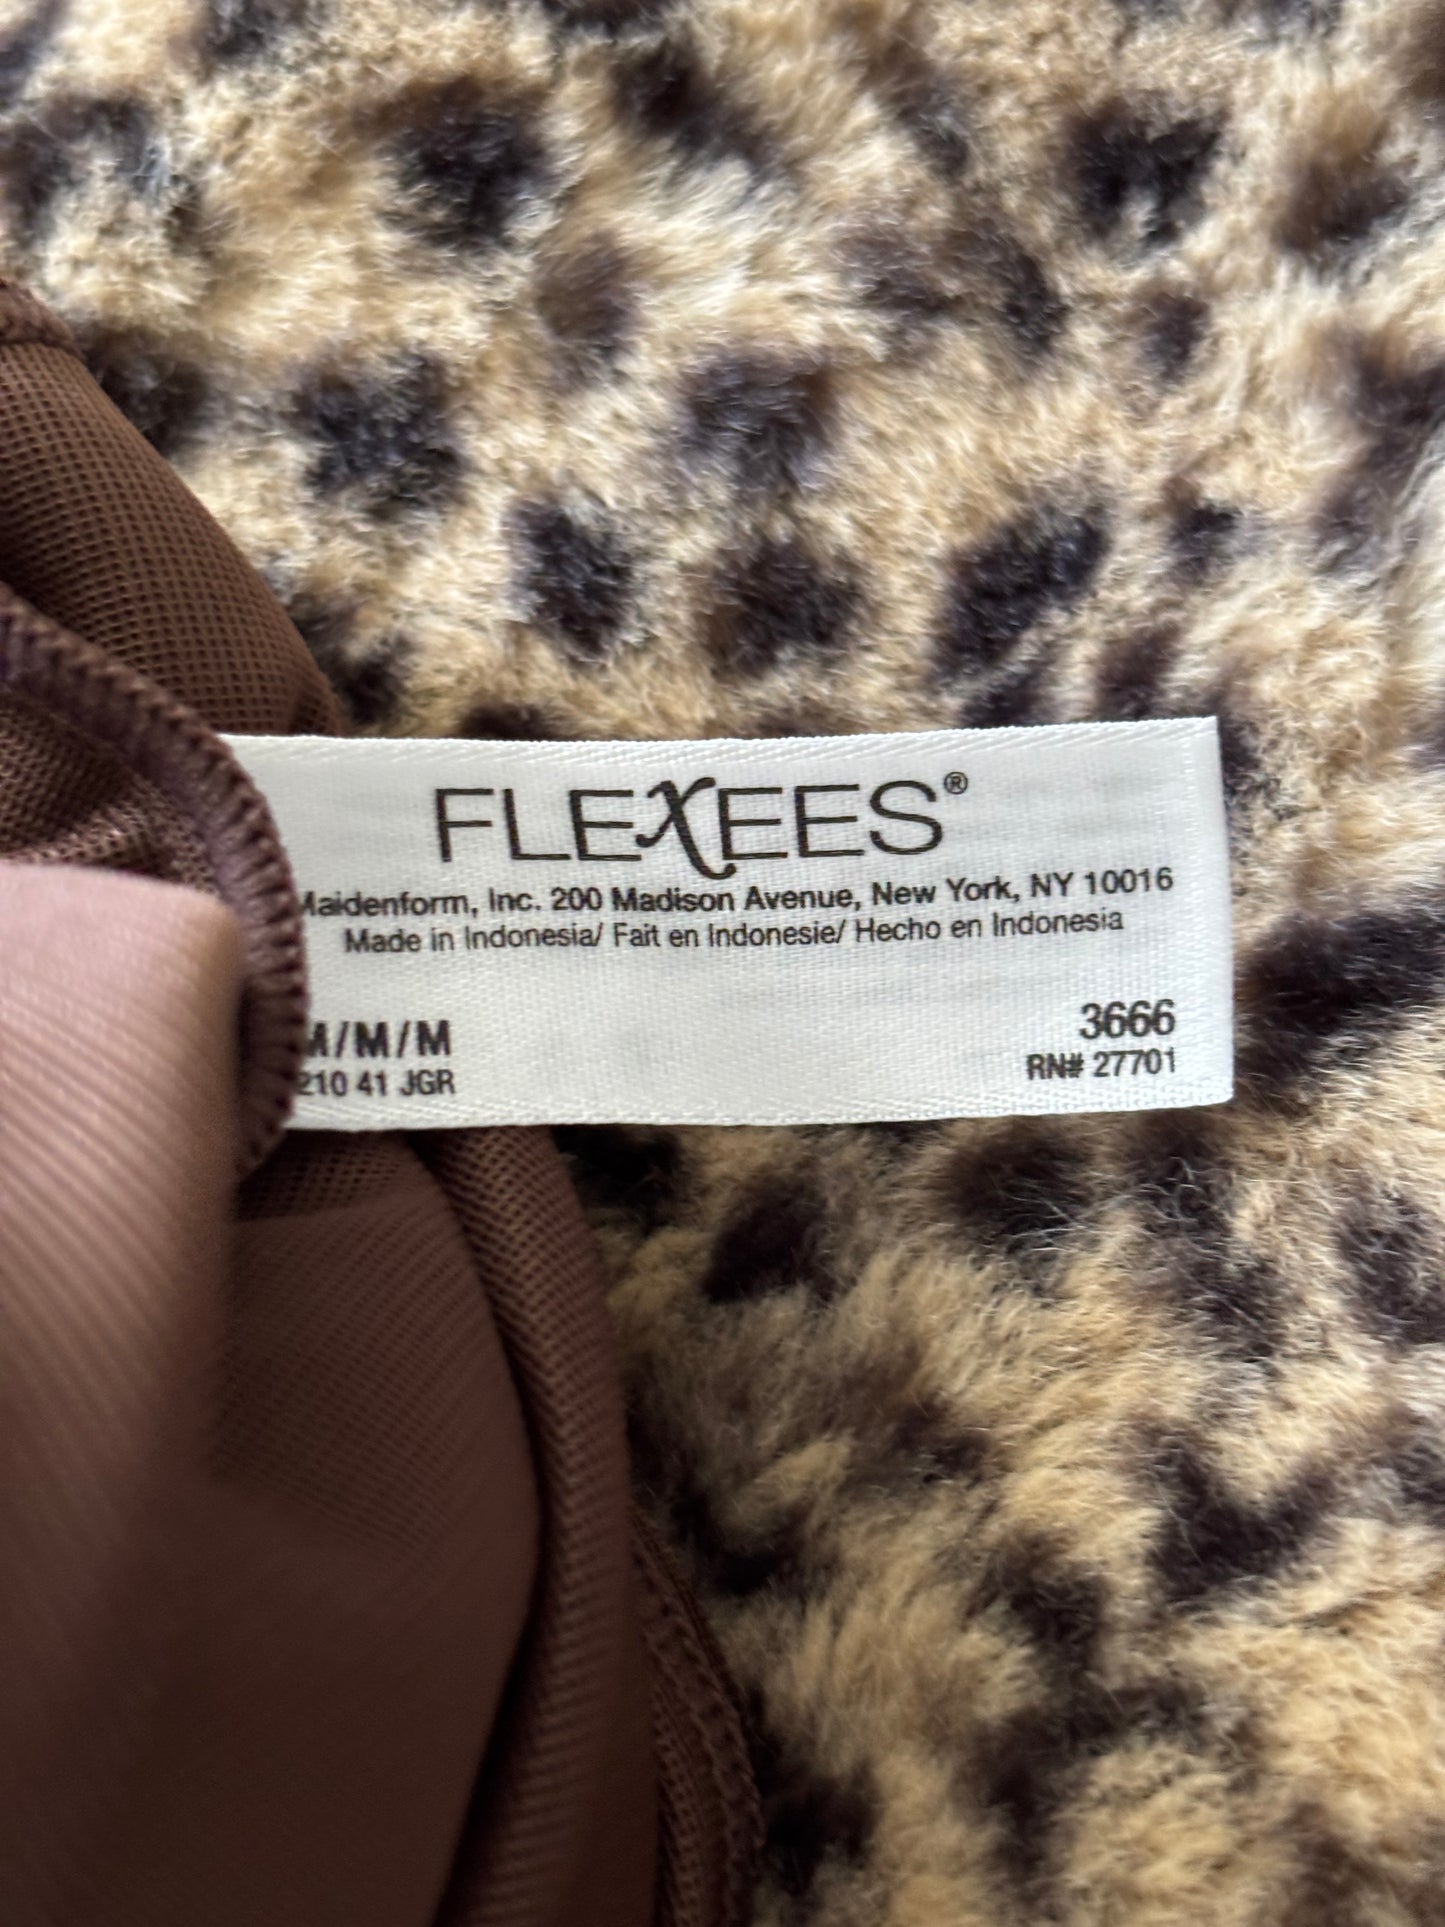 FLEXEES®
Maidenform, Inc. 200 Madison Avenue, New York, NY 10016
Made in Indonesia/ Fait en Indonesie/ Hecho en Indonesia
M/M/M
210 41 JGR
3666
RN# 27701